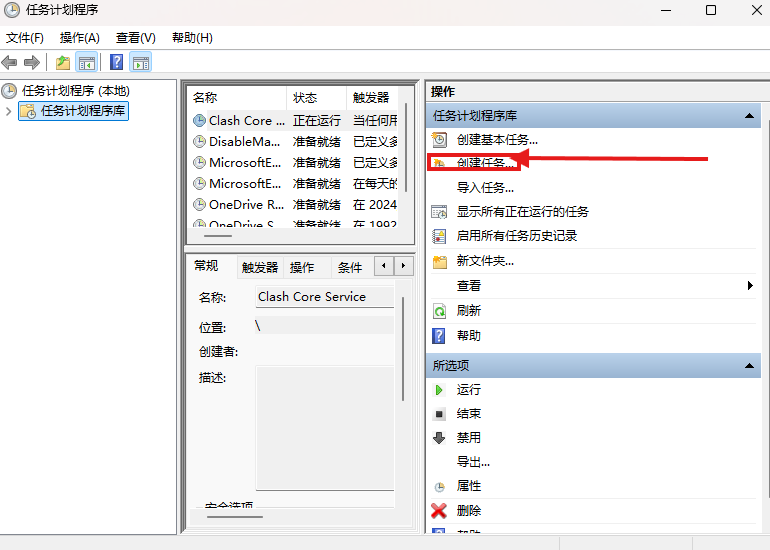 任务计划程序
文件(F) 操作(A) 查看(V) 帮助(H)
任务计划程序 (本地)
任务计划程序库
名称 状态 触发器
Clash Core ... 正在运行 当任何用
DisableMa... 准备就绪 已定义多
MicrosoftE... 准备就绪 已定义多
MicrosoftE... 准备就绪 在每天的
OneDrive R... 准备就绪 在 2024
OneDrive S... 准备就绪 在 1992
常规 触发器 操作 条件
名称: Clash Core Service
位置: \
创建者:
描述:
安全选项
操作
任务计划程序库
创建基本任务...
创建任务...
导入任务...
显示所有正在运行的任务
启用所有任务历史记录
新文件夹...
查看
刷新
帮助
所选项
运行
结束
禁用
导出...
属性
删除
帮助